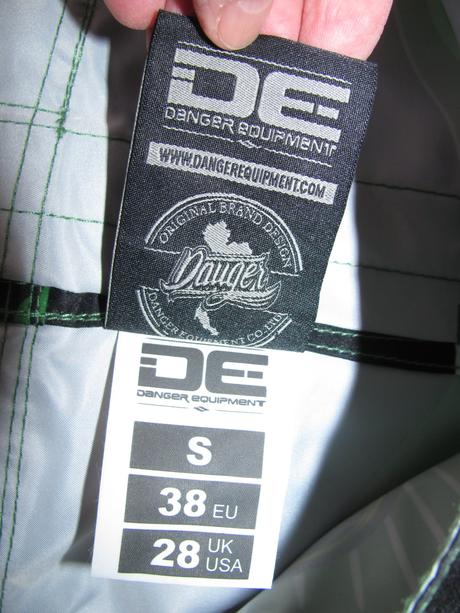 DE
DANGER EQUIPMENT
WWW.DANGEREQUIPMENT.COM
ORIGINAL BRAND DESIGN
Danger
DANGER EQUIPMENT CO.,LTD.
DE
DANGER EQUIPMENT
S
38 EU
28 UK
USA